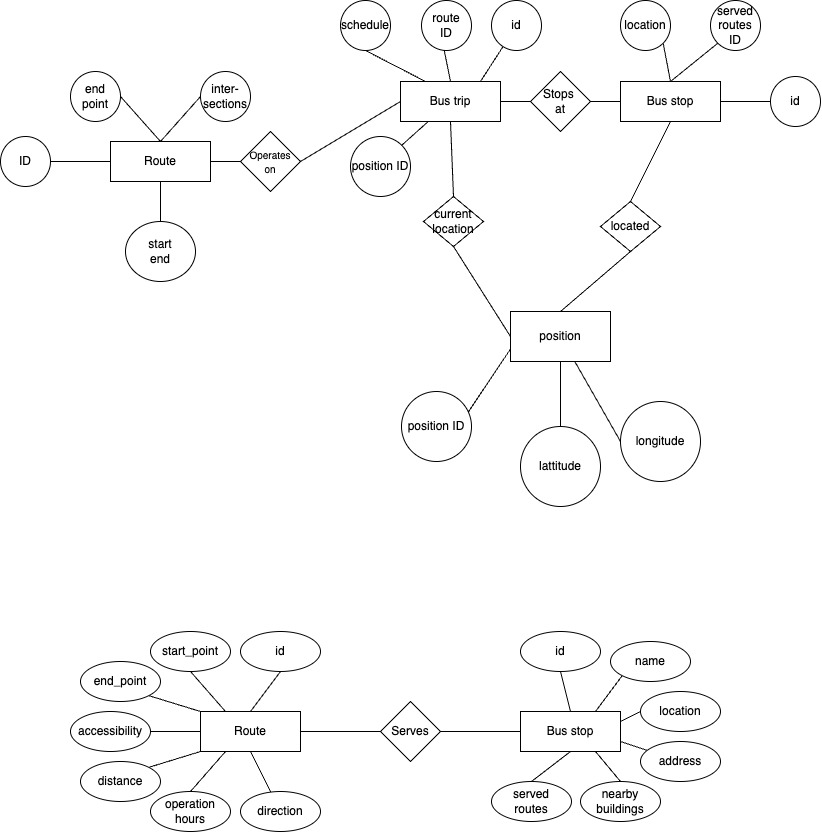 schedule
route
ID
id
location
served
routes
ID
end
point
inter-
sections
Bus trip
Stops
at
Bus stop
id
ID
Route
Operates
on
position ID
start
end
current
location
located
position
position ID
lattitude
longitude
start_point
id
id
name
end_point
location
accessibility
Route
Serves
Bus stop
address
distance
operation
hours
direction
served
routes
nearby
buildings